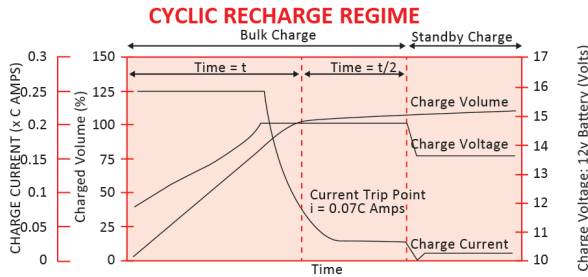 CYCLIC RECHARGE REGIME
Bulk Charge
Standby Charge
Time = t
Time = t/2
0.3
0.25
0.2
0.15
0.1
0.05
0
CHARGE CURRENT (x C AMPS)
150
125
100
75
50
25
0
Charged Volume (%)
Charge Volume
Charge Voltage
Current Trip Point
i = 0.07C Amps
Charge Current
17
16
15
14
13
12
11
10
Charge Voltage: 12v Battery (Volts)
Time